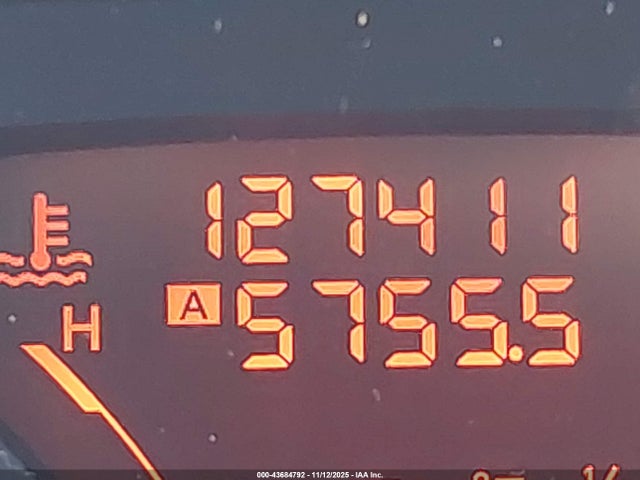 127411
A 5755.5
H
000-43684792 - 11/12/2025 - IAA Inc.